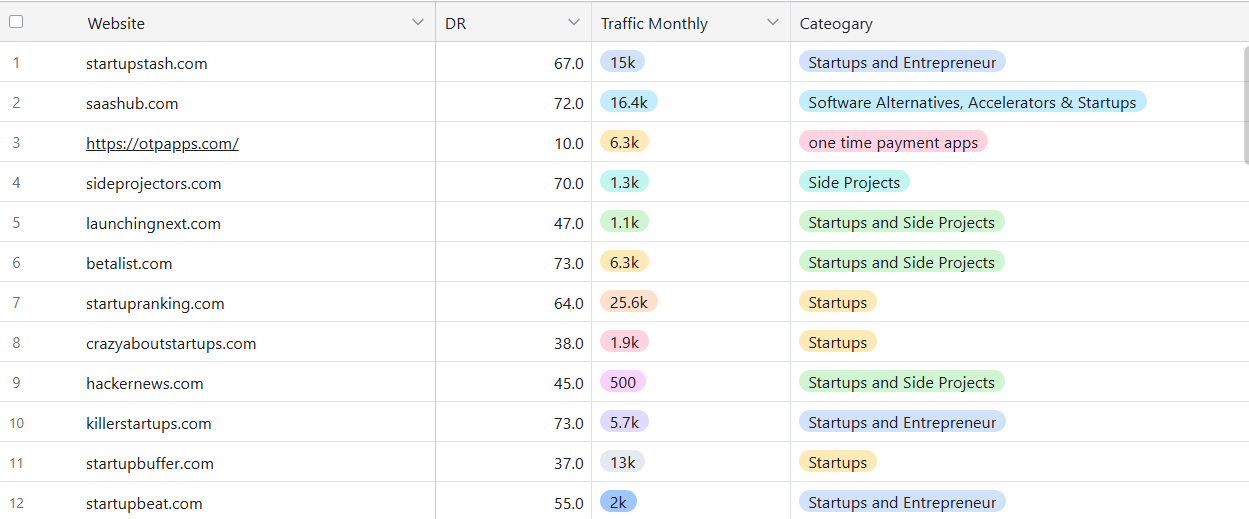 Website DR Traffic Monthly Cateogary
1 startupstash.com 67.0 15k Startups and Entrepreneur
2 saashub.com 72.0 16.4k Software Alternatives, Accelerators & Startups
3 https://otpapps.com/ 10.0 6.3k one time payment apps
4 sideprojectors.com 70.0 1.3k Side Projects
5 launchingnext.com 47.0 1.1k Startups and Side Projects
6 betalist.com 73.0 6.3k Startups and Side Projects
7 startupranking.com 64.0 25.6k Startups
8 crazyaboutstartups.com 38.0 1.9k Startups
9 hackernews.com 45.0 500 Startups and Side Projects
10 killerstartups.com 73.0 5.7k Startups and Entrepreneur
11 startupbuffer.com 37.0 13k Startups
12 startupbeat.com 55.0 2k Startups and Entrepreneur